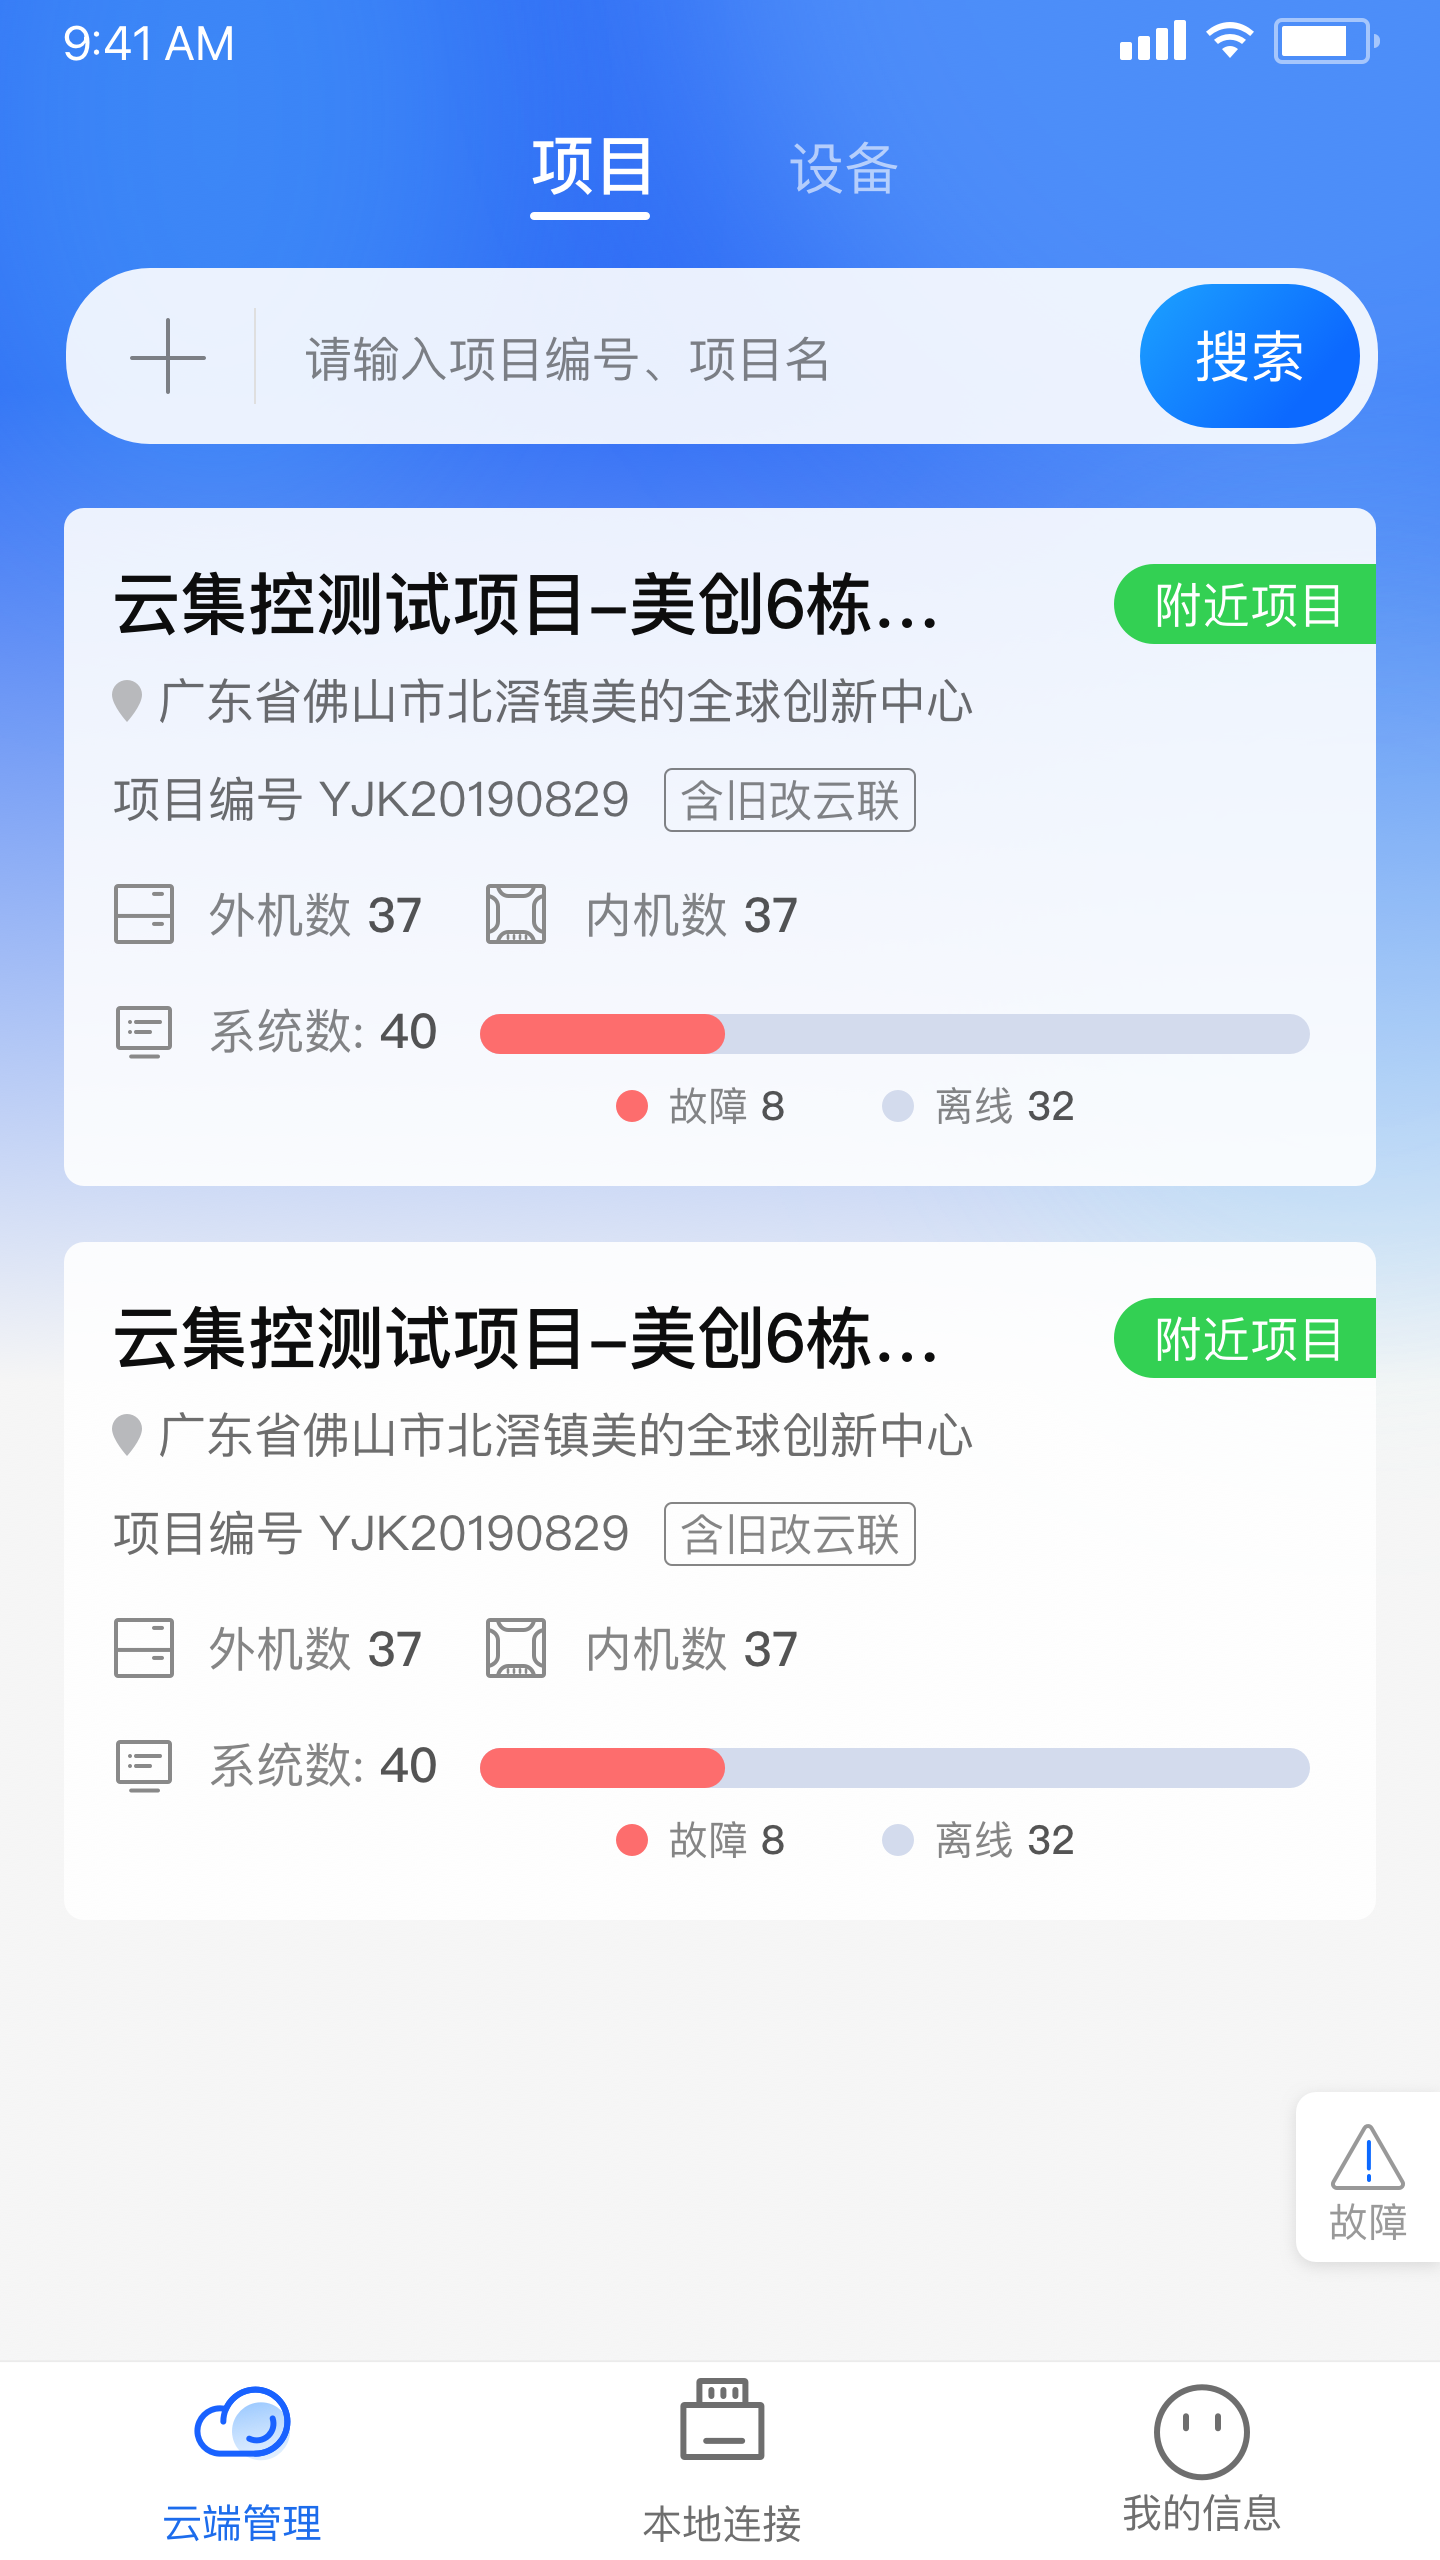 9:41 AM
项目 设备
请输入项目编号、项目名 搜索
云集控测试项目-美创6栋... 附近项目
广东省佛山市北滘镇美的全球创新中心
项目编号 YJK20190829 含旧改云联
外机数 37 内机数 37
系统数: 40
故障 8 离线 32
云集控测试项目-美创6栋... 附近项目
广东省佛山市北滘镇美的全球创新中心
项目编号 YJK20190829 含旧改云联
外机数 37 内机数 37
系统数: 40
故障 8 离线 32
故障
云端管理 本地连接 我的信息